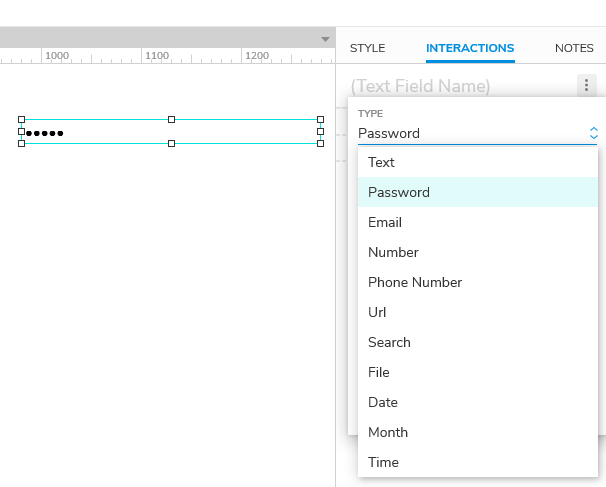 STYLE INTERACTIONS NOTES
1000 1100 1200
(Text Field Name)
TYPE
•••••
Password
Text
Password
Email
Number
Phone Number
Url
Search
File
Date
Month
Time